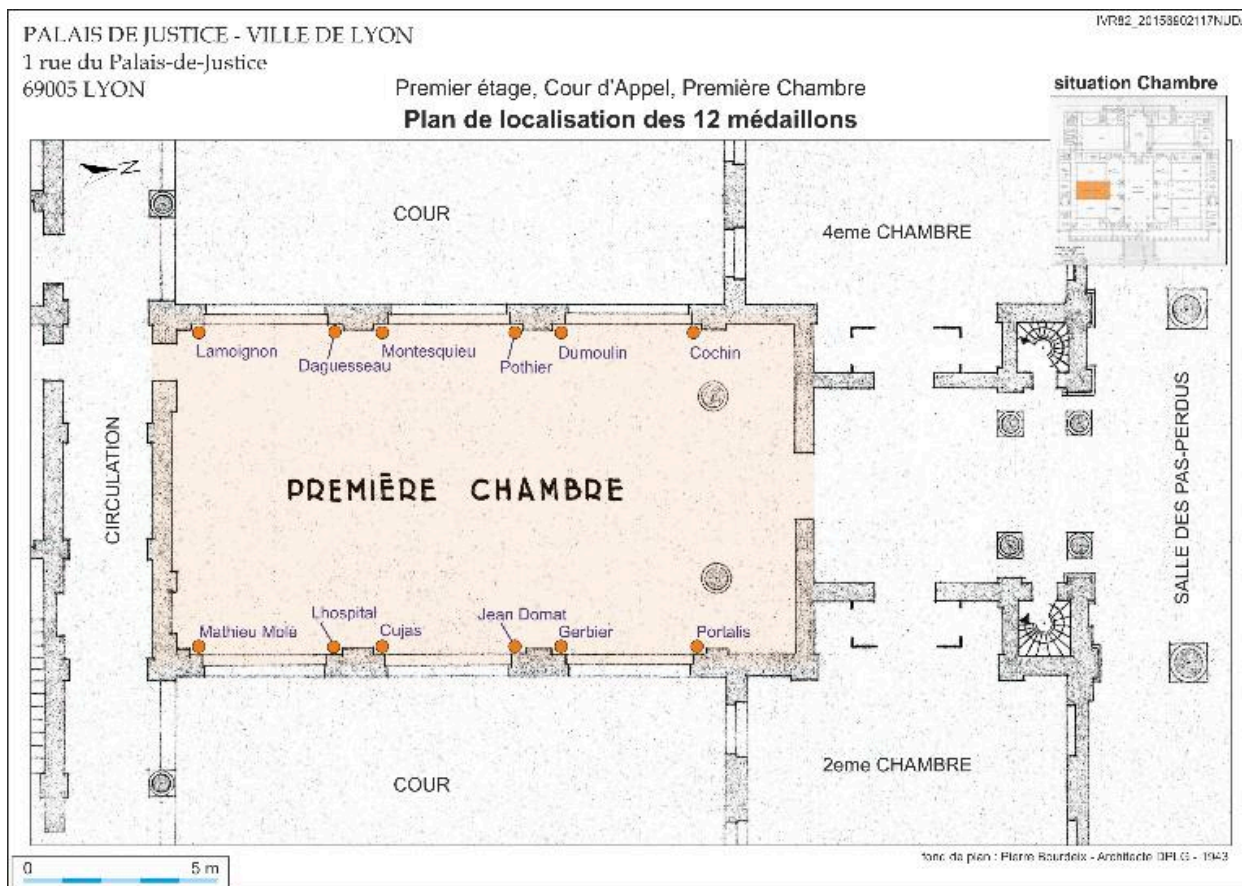 PALAIS DE JUSTICE - VILLE DE LYON
1 rue du Palais-de-Justice
69005 LYON
IVR82_20156902117NUD
Premier étage, Cour d'Appel, Première Chambre
Plan de localisation des 12 médaillons
situation Chambre
N
COUR
4eme CHAMBRE
Lamoignon
Daguesseau
Montesquieu
Pothier
Dumoulin
Cochin
CIRCULATION
PREMIÈRE CHAMBRE
SALLE DES PAS-PERDUS
Mathieu Molé
Lhospital
Cujas
Jean Domat
Gerbier
Portalis
COUR
2eme CHAMBRE
fond de plan : Pierre Bourdeix - Architecte DPLG - 1943
0 5 m